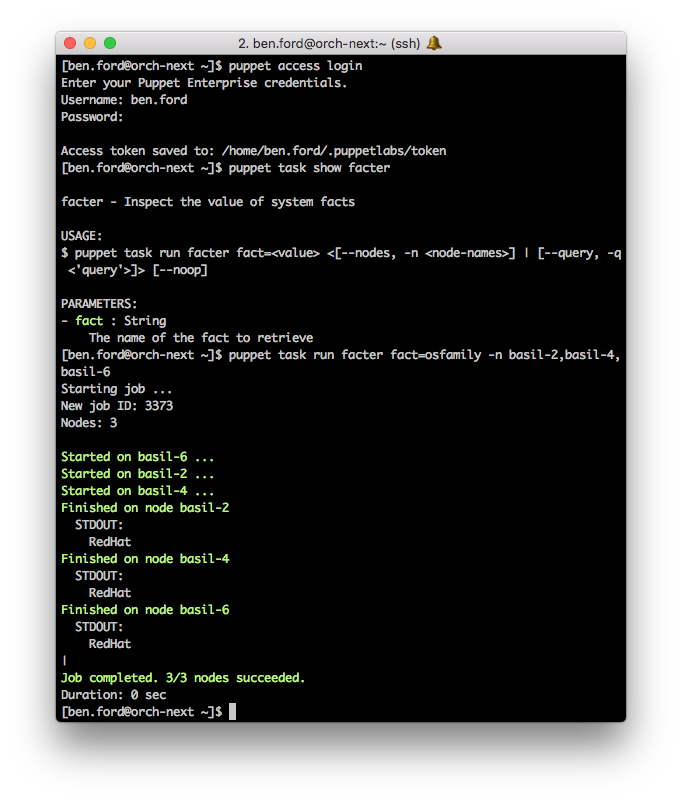 2. ben.ford@orch-next:~ (ssh) 🔔
[ben.ford@orch-next ~]$ puppet access login
Enter your Puppet Enterprise credentials.
Username: ben.ford
Password:
Access token saved to: /home/ben.ford/.puppetlabs/token
[ben.ford@orch-next ~]$ puppet task show facter
facter - Inspect the value of system facts
USAGE:
$ puppet task run facter fact=<value> <[--nodes, -n <node-names>] | [--query, -q
 <'query'>]> [--noop]
PARAMETERS:
- fact : String
    The name of the fact to retrieve
[ben.ford@orch-next ~]$ puppet task run facter fact=osfamily -n basil-2,basil-4,
basil-6
Starting job ...
New job ID: 3373
Nodes: 3
Started on basil-6 ...
Started on basil-2 ...
Started on basil-4 ...
Finished on node basil-2
  STDOUT:
    RedHat
Finished on node basil-4
  STDOUT:
    RedHat
Finished on node basil-6
  STDOUT:
    RedHat
|
Job completed. 3/3 nodes succeeded.
Duration: 0 sec
[ben.ford@orch-next ~]$